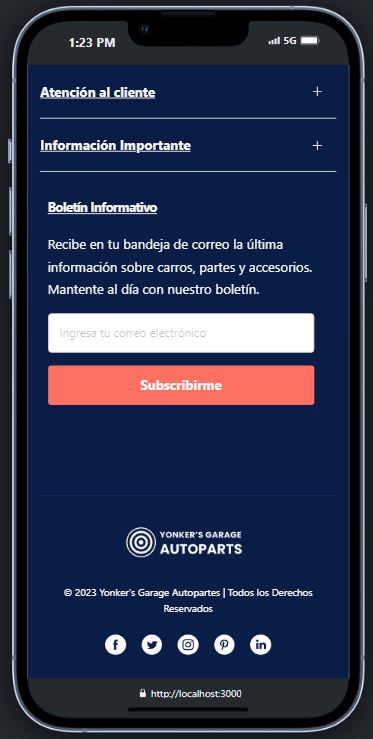 1:23 PM
5G
Atención al cliente
Información Importante
Boletín Informativo
Recibe en tu bandeja de correo la última
información sobre carros, partes y accesorios.
Mantente al día con nuestro boletín.
Ingresa tu correo electrónico
Subscribirme
YONKER'S GARAGE
AUTOPARTS
© 2023 Yonker's Garage Autopartes | Todos los Derechos
Reservados
http://localhost:3000